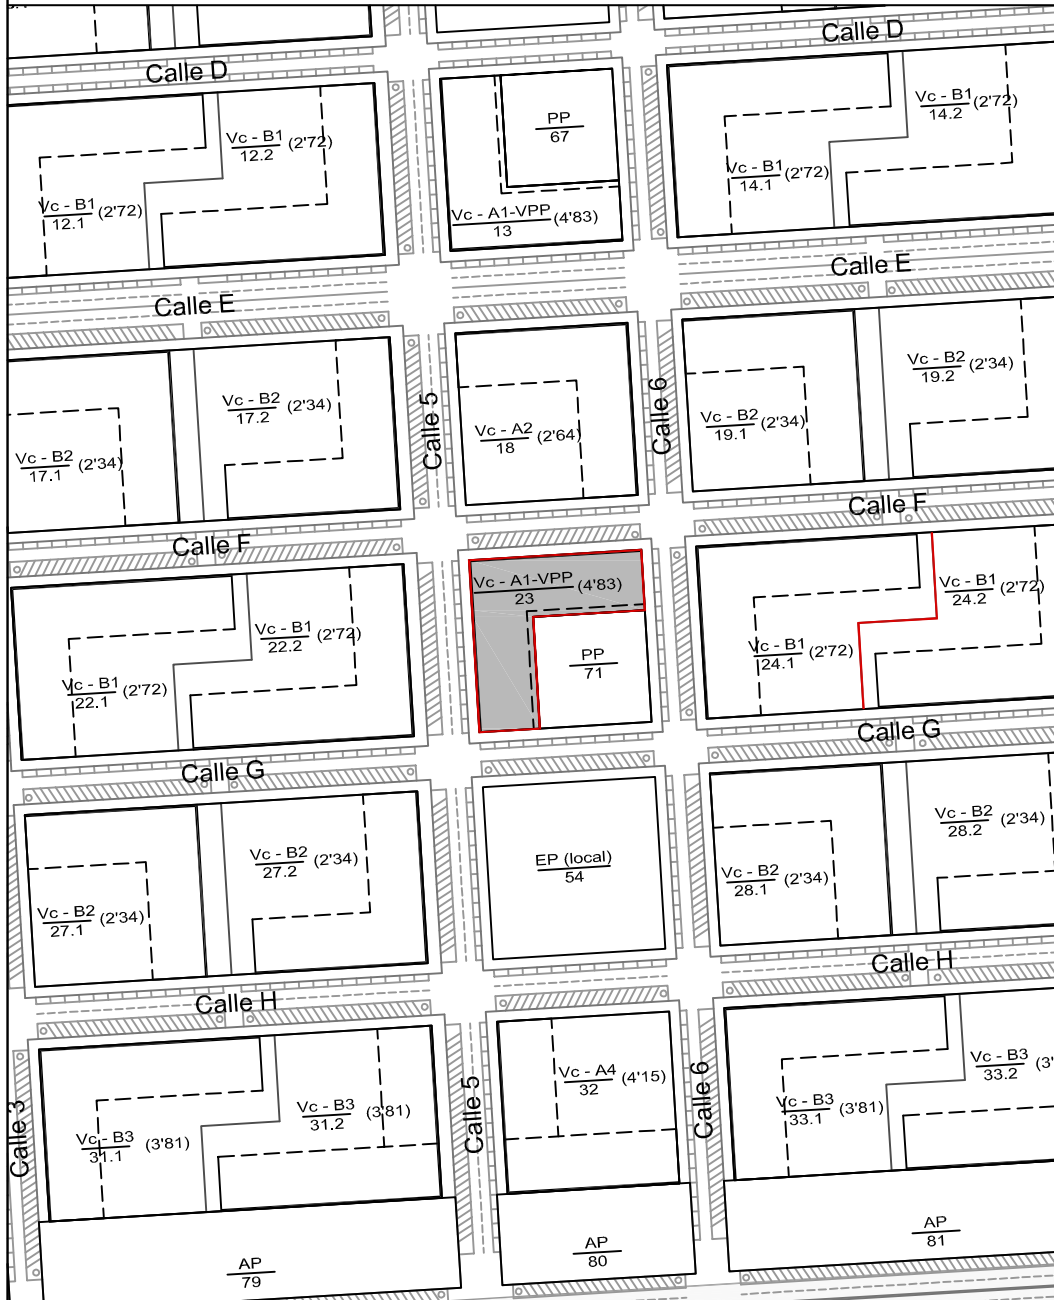 Calle D
Calle D
Vc - B1 (2'72)
12.2
Vc - B1 (2'72)
12.1
PP
67
Vc - A1-VPP (4'83)
13
Vc - B1 (2'72)
14.2
Vc - B1 (2'72)
14.1
Calle E
Calle E
Vc - B2 (2'34)
17.2
Vc - B2 (2'34)
17.1
Calle 5
Vc - A2 (2'64)
18
Calle 6
Vc - B2 (2'34)
19.2
Vc - B2 (2'34)
19.1
Calle F
Calle F
Vc - B1 (2'72)
22.2
Vc - B1 (2'72)
22.1
Vc - A1-VPP (4'83)
23
PP
71
Vc - B1 (2'72)
24.2
Vc - B1 (2'72)
24.1
Calle G
Calle G
Vc - B2 (2'34)
27.2
Vc - B2 (2'34)
27.1
EP (local)
54
Vc - B2 (2'34)
28.2
Vc - B2 (2'34)
28.1
Calle H
Calle H
Calle 3
Vc - B3 (3'81)
31.2
Vc - B3 (3'81)
31.1
Calle 5
Vc - A4 (4'15)
32
Calle 6
Vc - B3 (3'
33.2
Vc - B3 (3'81)
33.1
AP
79
AP
80
AP
81